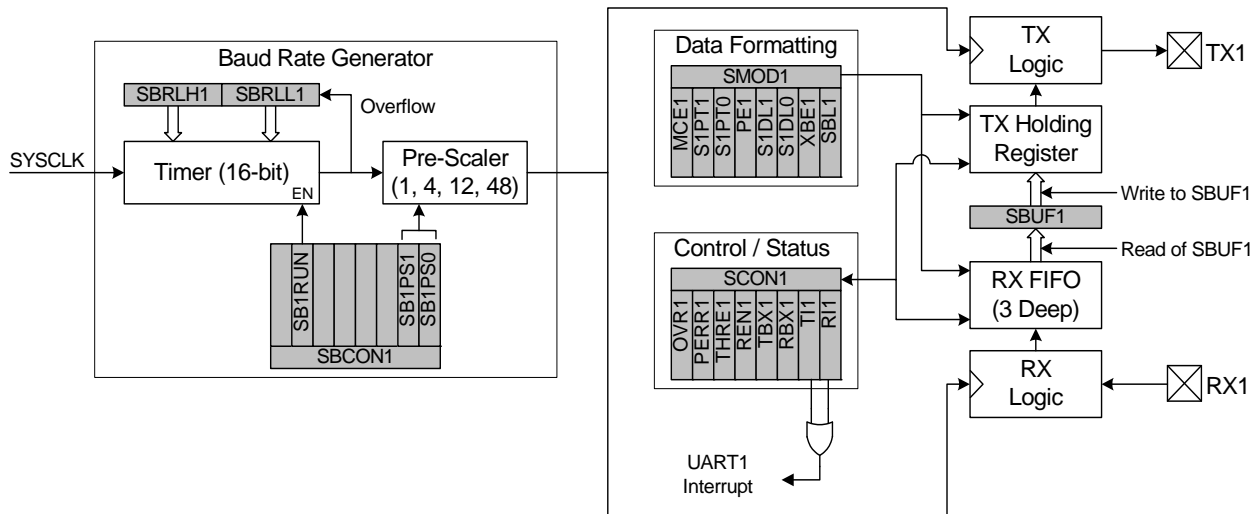 Baud Rate Generator
SBRLH1
SBRLL1
Overflow
SYSCLK
Timer (16-bit)
EN
Pre-Scaler
(1, 4, 12, 48)
SB1RUN
SB1PS1
SB1PS0
SBCON1
Data Formatting
SMOD1
MCE1
S1PT1
S1PT0
PE1
S1DL1
S1DL0
XBE1
SBL1
Control / Status
SCON1
OVR1
PERR1
THRE1
REN1
TBX1
RBX1
TI1
RI1
UART1
Interrupt
TX
Logic
TX1
TX Holding
Register
Write to SBUF1
SBUF1
Read of SBUF1
RX FIFO
(3 Deep)
RX
Logic
RX1